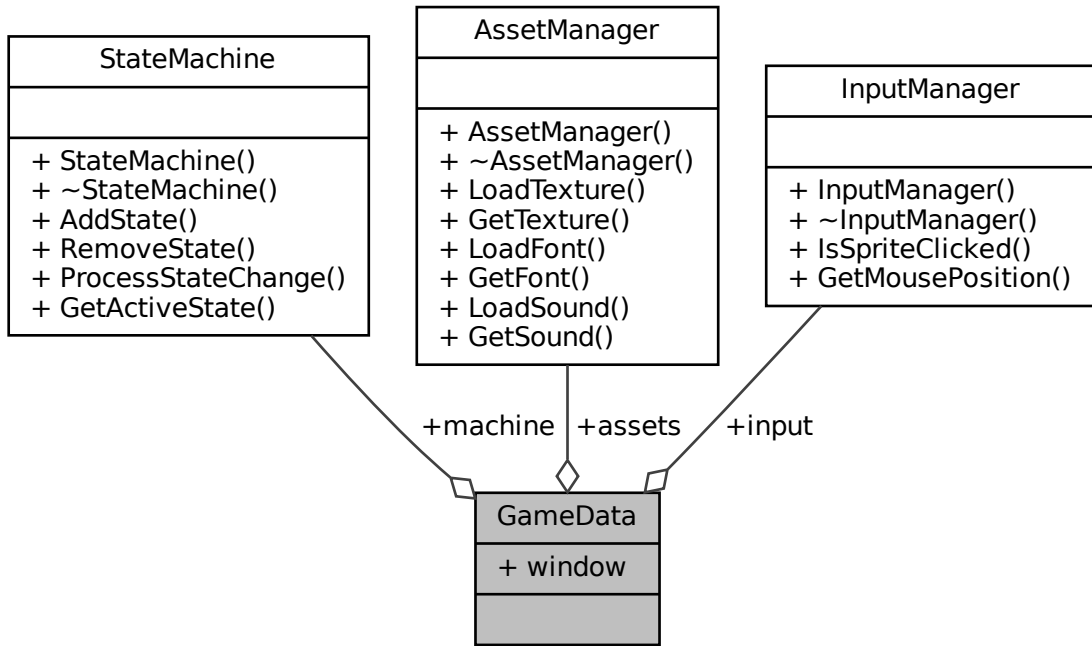 StateMachine
+ StateMachine()
+ ~StateMachine()
+ AddState()
+ RemoveState()
+ ProcessStateChange()
+ GetActiveState()
AssetManager
+ AssetManager()
+ ~AssetManager()
+ LoadTexture()
+ GetTexture()
+ LoadFont()
+ GetFont()
+ LoadSound()
+ GetSound()
InputManager
+ InputManager()
+ ~InputManager()
+ IsSpriteClicked()
+ GetMousePosition()
+machine
+assets
+input
GameData
+ window